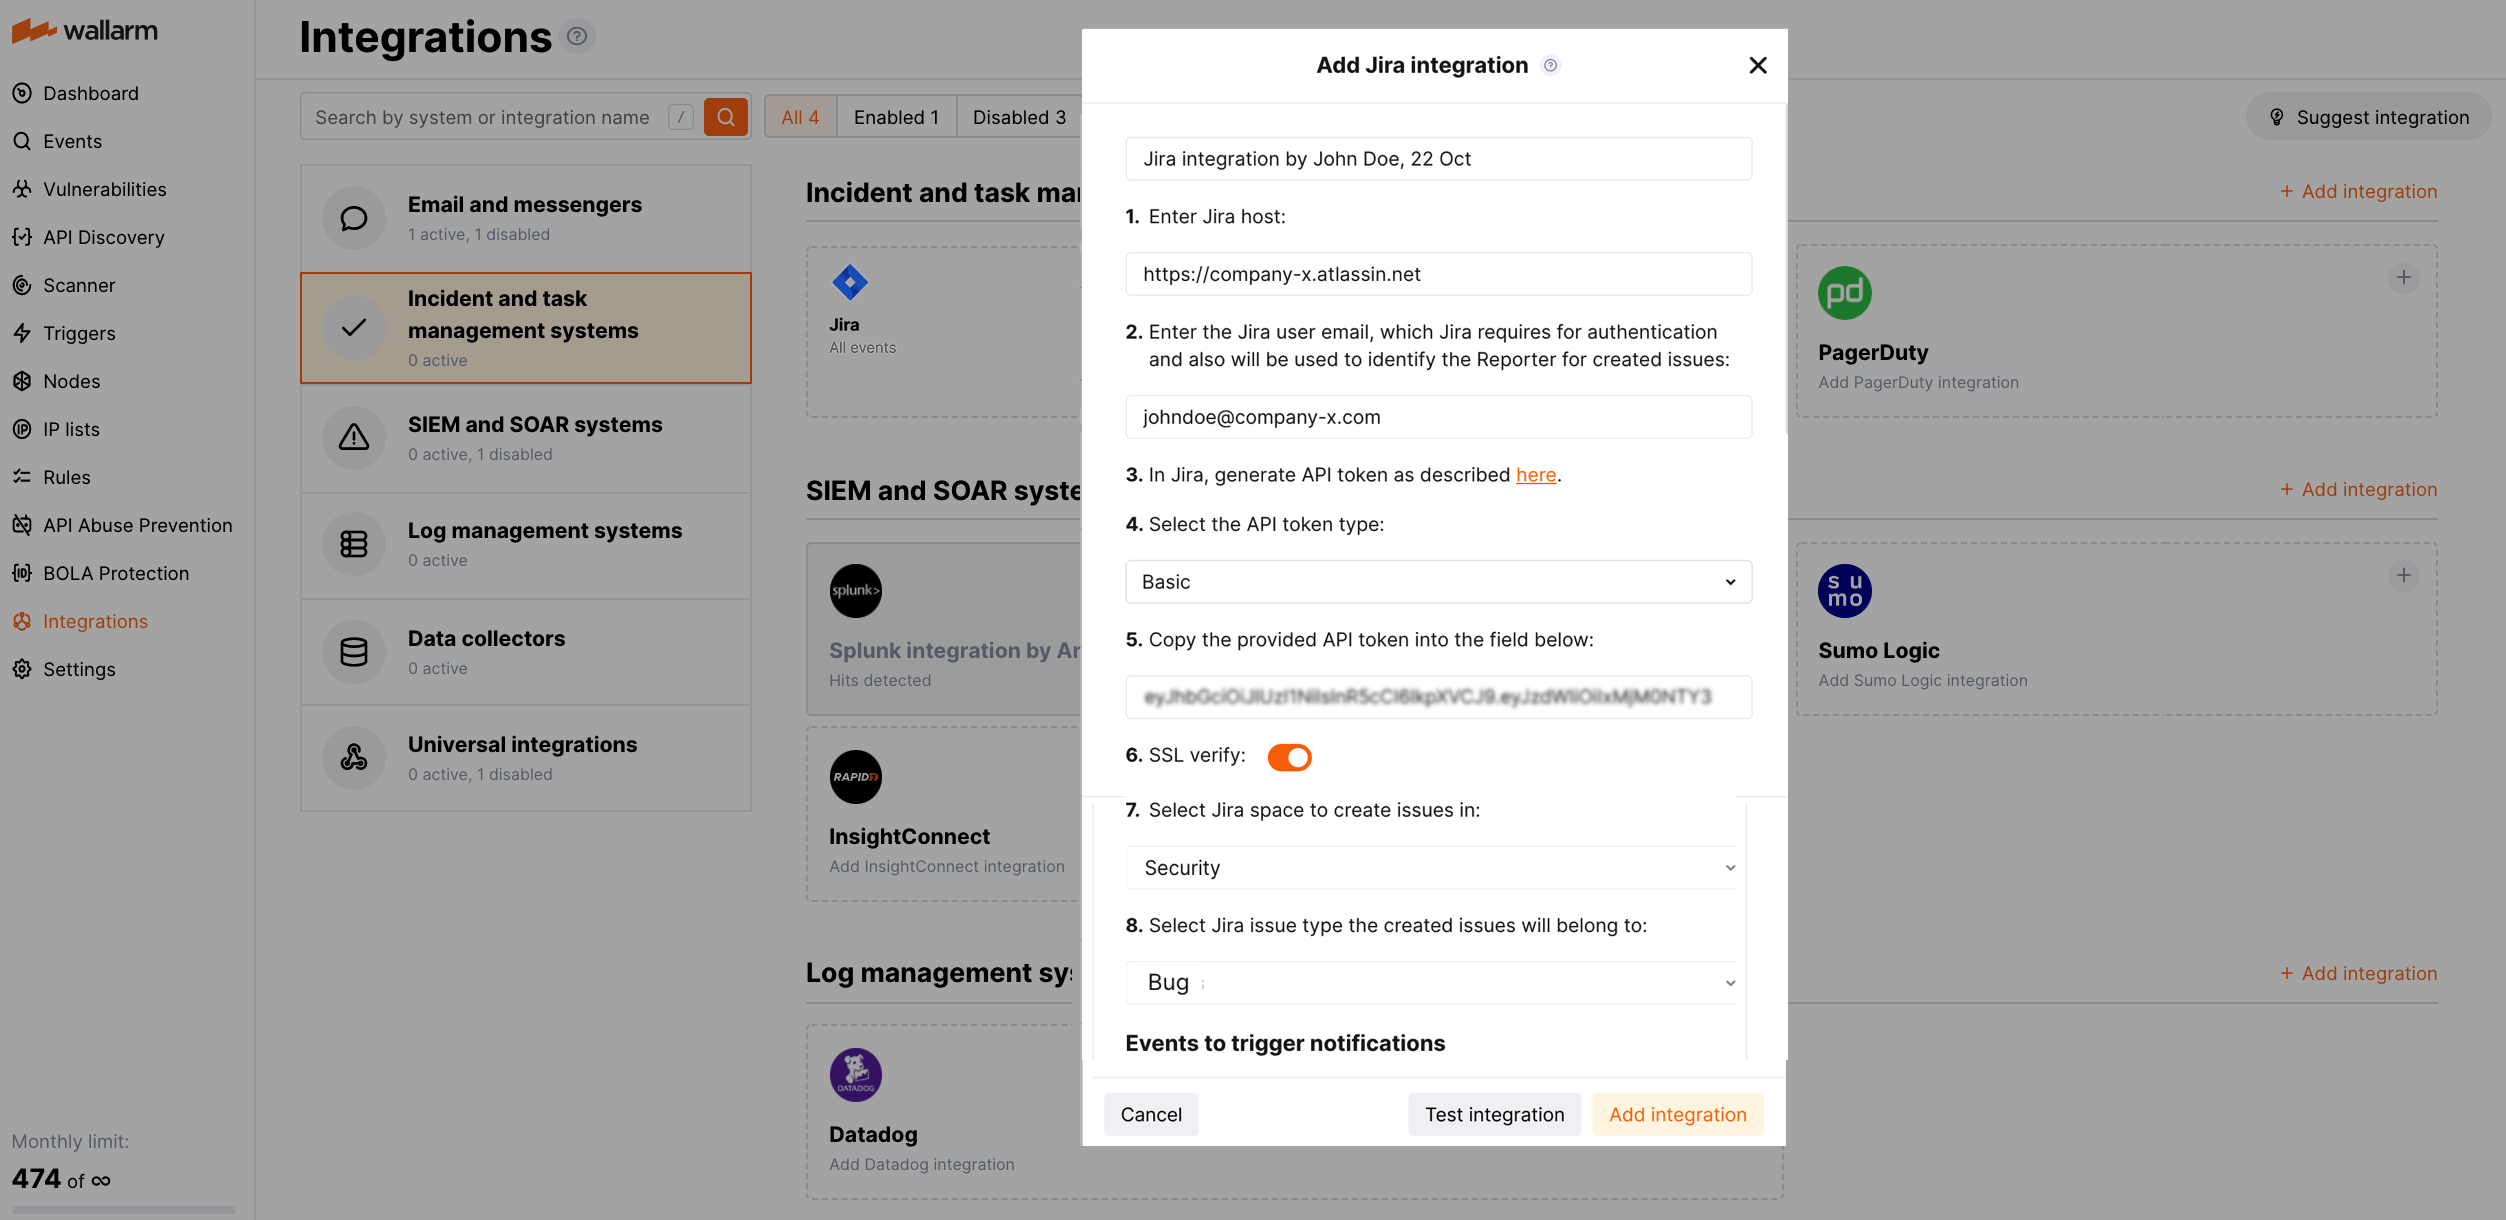 wallarm
Dashboard
Events
Vulnerabilities
API Discovery
Scanner
Triggers
Nodes
IP lists
Rules
API Abuse Prevention
BOLA Protection
Integrations
Settings
Monthly limit:
474 of ∞
Integrations
Search by system or integration name /
All 4
Enabled 1
Disabled 3
Suggest integration
Email and messengers
1 active, 1 disabled
Incident and task
management systems
0 active
SIEM and SOAR systems
0 active, 1 disabled
Log management systems
0 active
Data collectors
0 active
Universal integrations
0 active, 1 disabled
Incident and task ma
+ Add integration
Jira
All events
PagerDuty
Add PagerDuty integration
SIEM and SOAR syste
+ Add integration
splunk>
Splunk integration by Ar
Hits detected
sumo
Sumo Logic
Add Sumo Logic integration
RAPID7
InsightConnect
Add InsightConnect integration
Log management sys
+ Add integration
DATADOG
Datadog
Add Datadog integration
Add Jira integration
Jira integration by John Doe, 22 Oct
1. Enter Jira host:
https://company-x.atlassin.net
2. Enter the Jira user email, which Jira requires for authentication
and also will be used to identify the Reporter for created issues:
johndoe@company-x.com
3. In Jira, generate API token as described here.
4. Select the API token type:
Basic
5. Copy the provided API token into the field below:
6. SSL verify:
7. Select Jira space to create issues in:
Security
8. Select Jira issue type the created issues will belong to:
Bug
Events to trigger notifications
Cancel
Test integration
Add integration